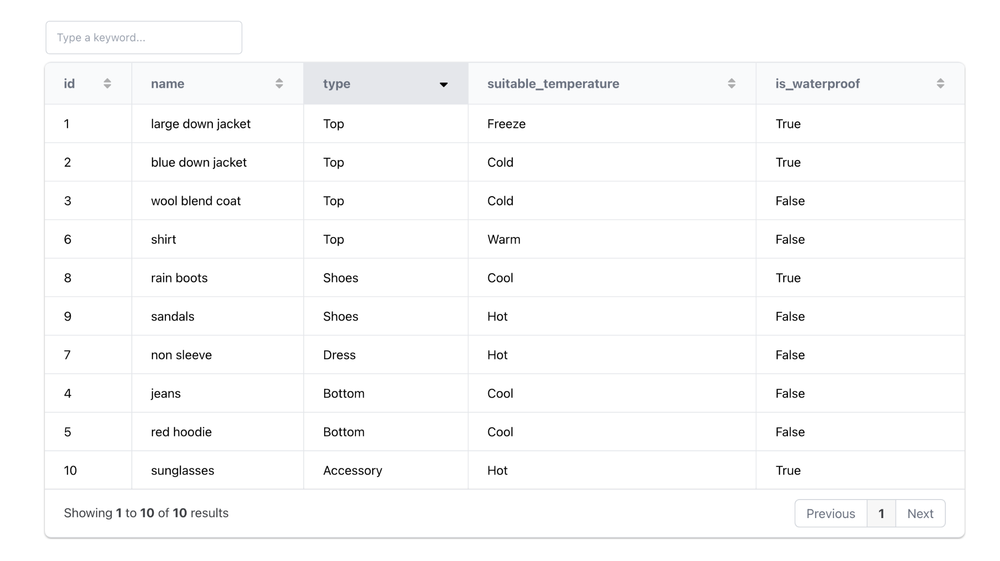 Type a keyword...
id name type suitable_temperature is_waterproof
1 large down jacket Top Freeze True
2 blue down jacket Top Cold True
3 wool blend coat Top Cold False
6 shirt Top Warm False
8 rain boots Shoes Cool True
9 sandals Shoes Hot False
7 non sleeve Dress Hot False
4 jeans Bottom Cool False
5 red hoodie Bottom Cool False
10 sunglasses Accessory Hot True
Showing 1 to 10 of 10 results Previous 1 Next